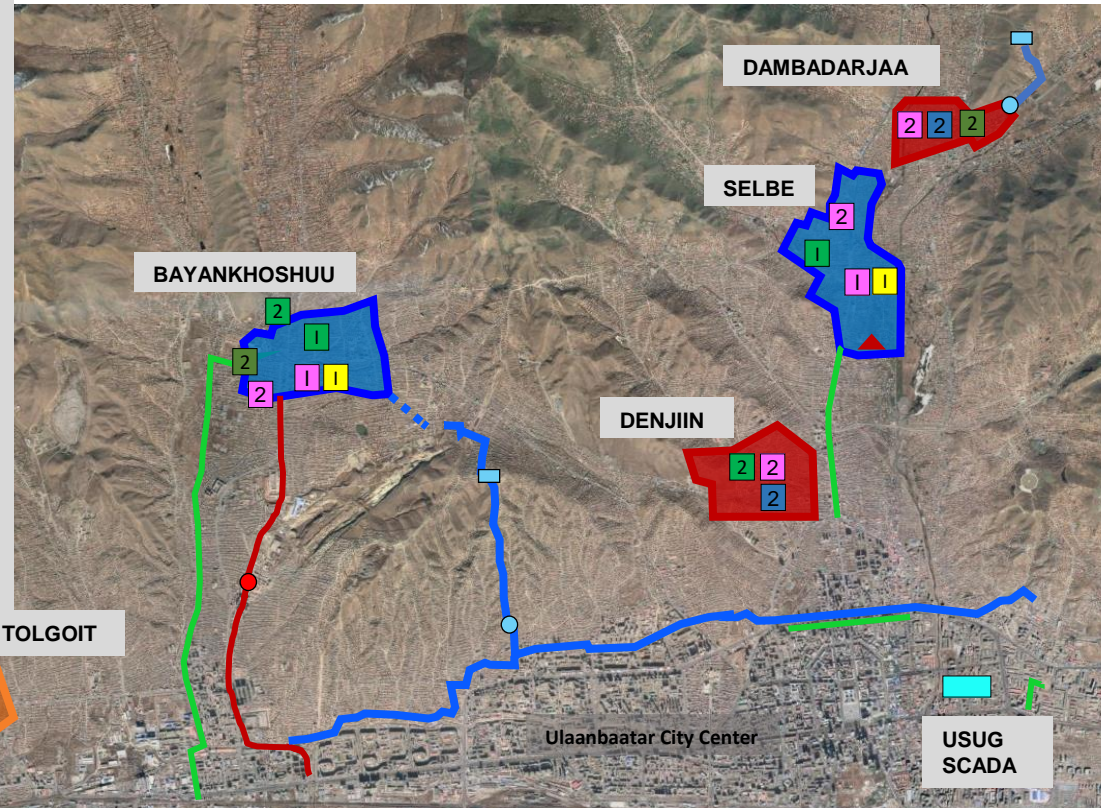 DAMBADARJAA
2 2 2
SELBE
2
I
I I
BAYANKHOSHUU
2
I
2
I I
2
DENJIIN
2 2
2
TOLGOIT
Ulaanbaatar City Center
USUG
SCADA